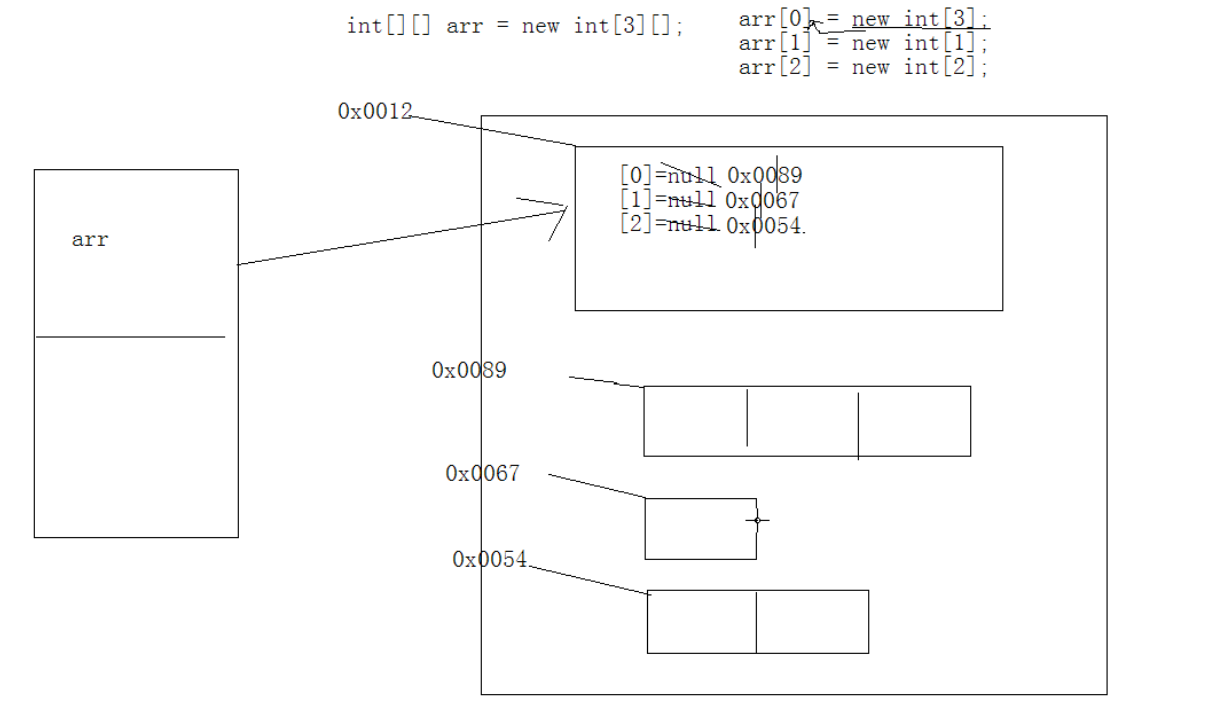 int[][] arr = new int[3][];
arr[0] = new int[3];
arr[1] = new int[1];
arr[2] = new int[2];
0x0012
[0]=null 0x0089
[1]=null 0x0067
[2]=null 0x0054.
arr
0x0089
0x0067
0x0054